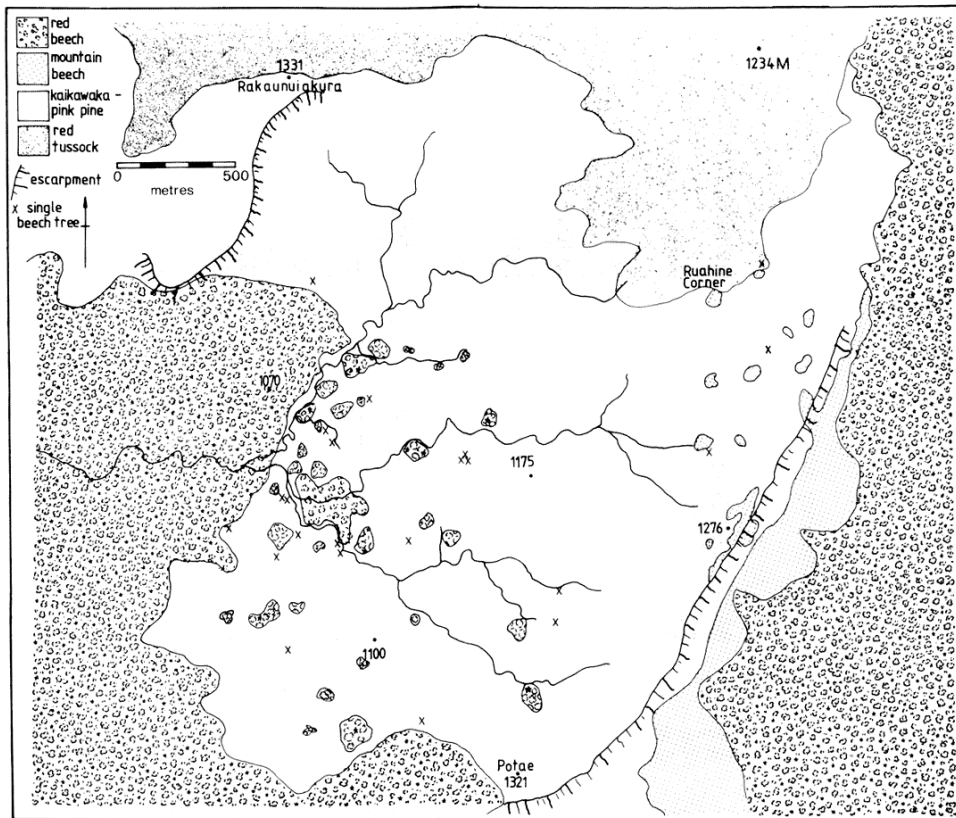 red
beech
mountain
beech
kaikawaka -
pink pine
red
tussock
0 500
metres
escarpment
x single
beech tree
1331
Rakaunuiakura
1234 M
Ruahine
Corner
1070
1175
1276
1100
Potae
1321